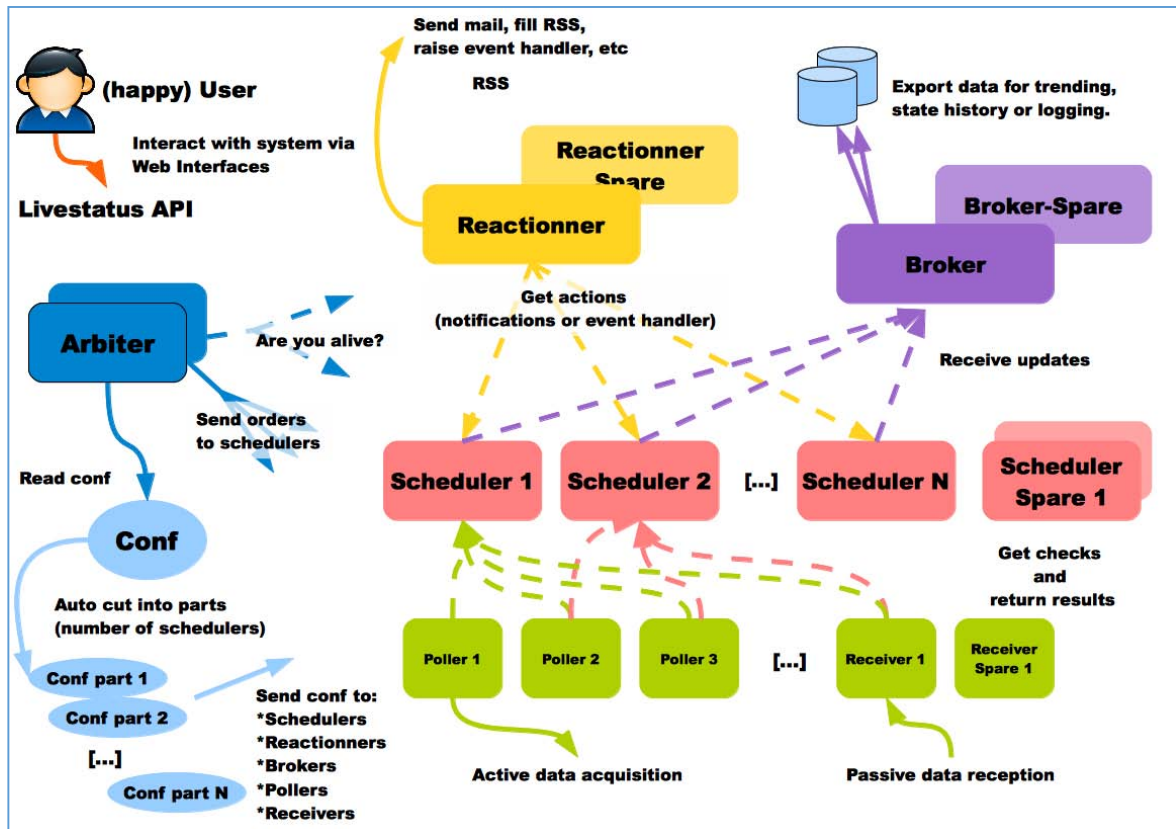 Send mail, fill RSS,
raise event handler, etc
RSS
(happy) User
Interact with system via
Web Interfaces
Livestatus API
Export data for trending,
state history or logging.
Reactionner
Spare
Reactionner
Broker-Spare
Broker
Get actions
(notifications or event handler)
Arbiter
Are you alive?
Receive updates
Send orders
to schedulers
Read conf
Scheduler 1
Scheduler 2
[...]
Scheduler N
Scheduler
Spare 1
Conf
Get checks
and
return results
Auto cut into parts
(number of schedulers)
Poller 1
Poller 2
Poller 3
[...]
Receiver 1
Receiver
Spare 1
Conf part 1
Conf part 2
[...]
Conf part N
Send conf to:
*Schedulers
*Reactionners
*Brokers
*Pollers
*Receivers
Active data acquisition
Passive data reception